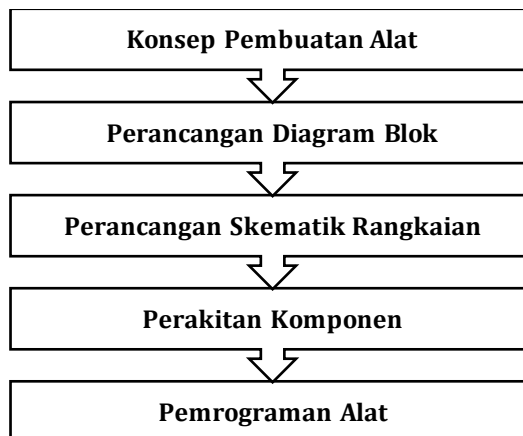 Konsep Pembuatan Alat
Perancangan Diagram Blok
Perancangan Skematik Rangkaian
Perakitan Komponen
Pemrograman Alat